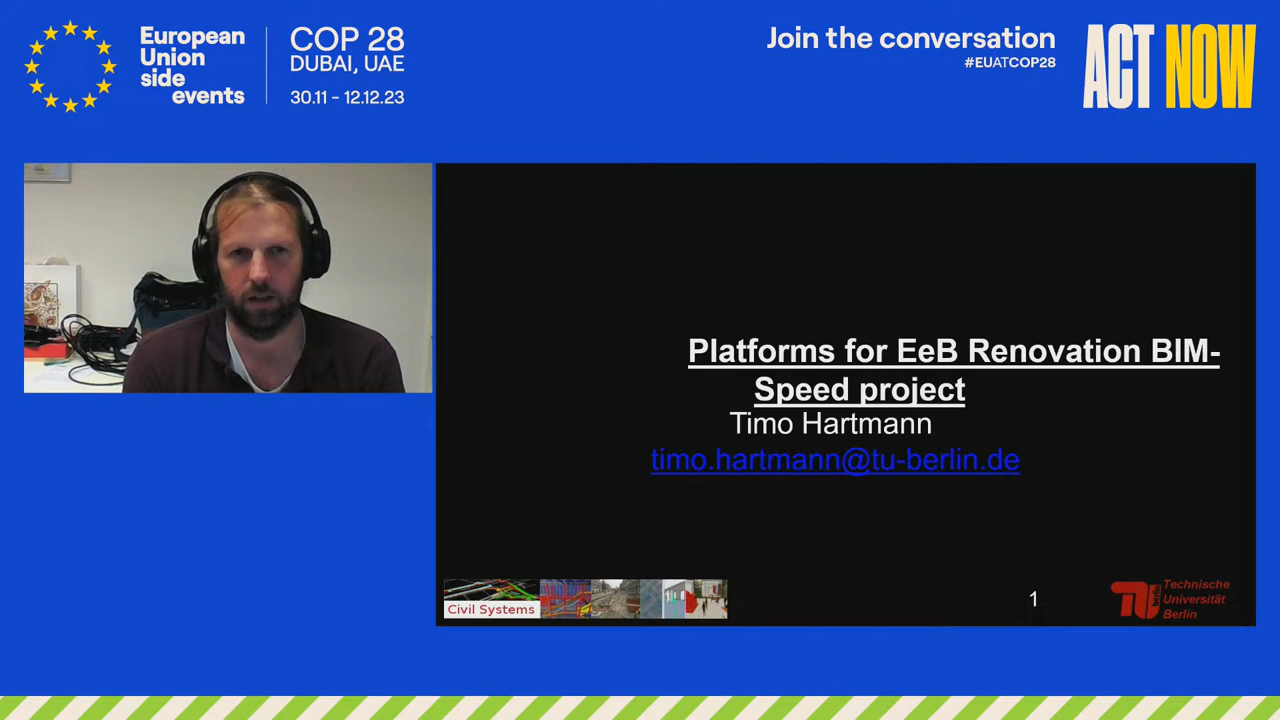 European
Union
side
events
COP 28
DUBAI, UAE
30.11 – 12.12.23
Join the conversation
#EUATCOP28
ACT NOW
Platforms for EeB Renovation BIM-
Speed project
Timo Hartmann
timo.hartmann@tu-berlin.de
Civil Systems
1
Technische
Universität
Berlin